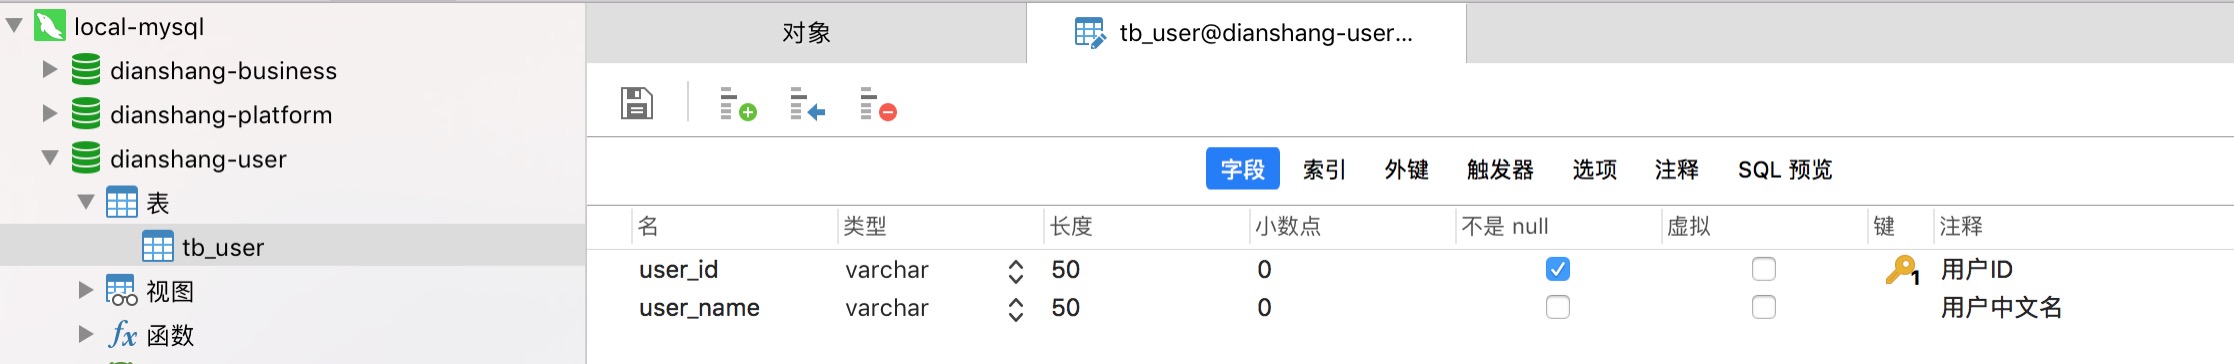 local-mysql
dianshang-business
dianshang-platform
dianshang-user
表
tb_user
视图
fx 函数
对象 tb_user@dianshang-user...
字段 索引 外键 触发器 选项 注释 SQL 预览
名 类型 长度 小数点 不是 null 虚拟 键 注释
user_id varchar 50 0 1 用户ID
user_name varchar 50 0 用户中文名